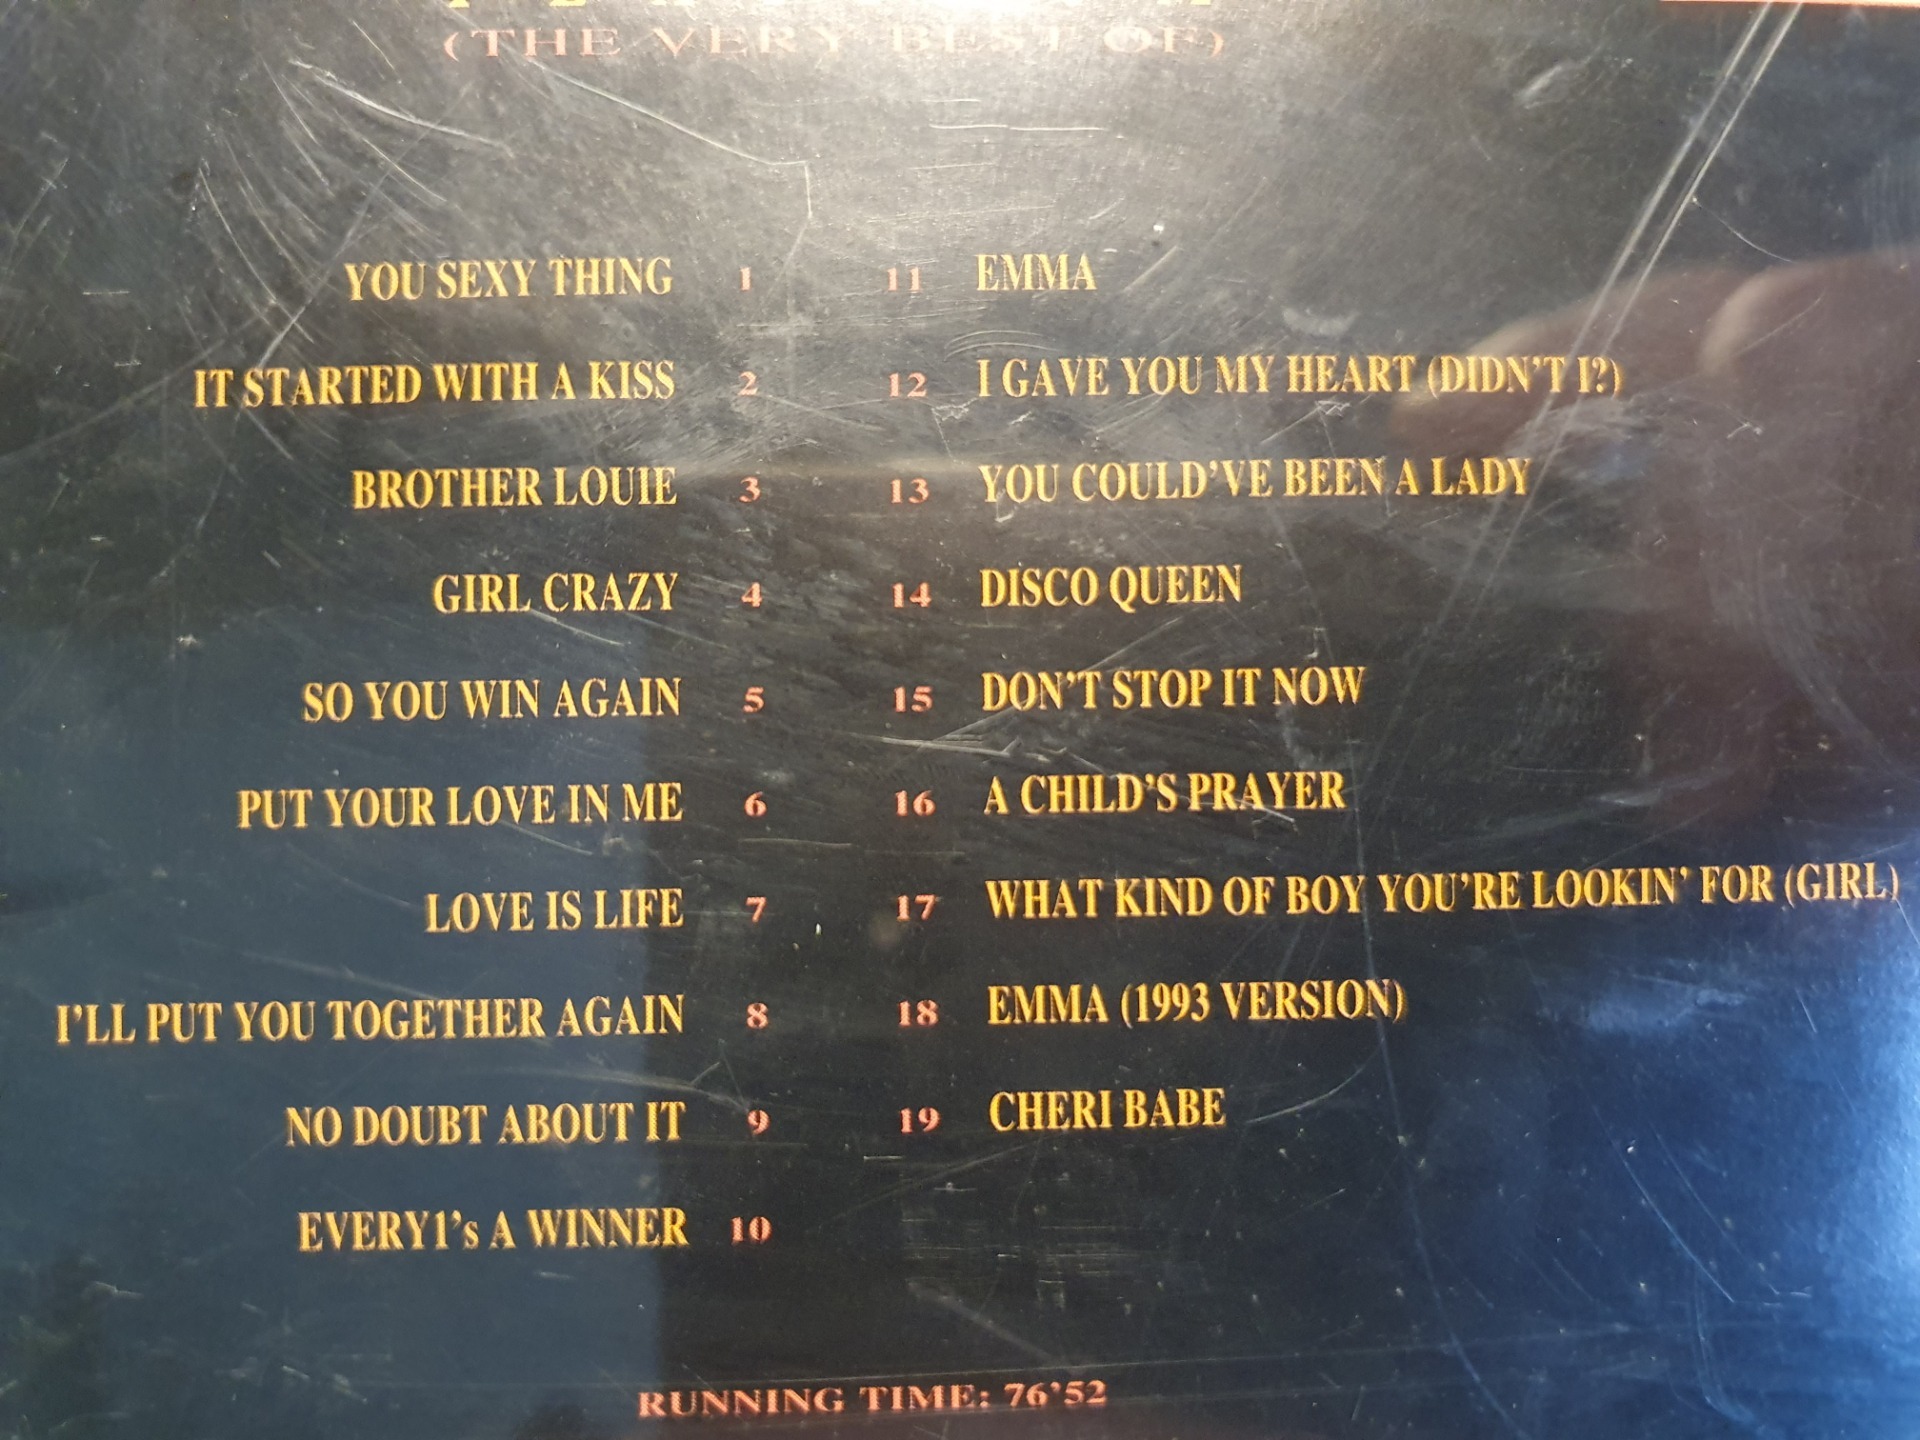 (THE VERY BEST OF)
YOU SEXY THING 1
IT STARTED WITH A KISS 2
BROTHER LOUIE 3
GIRL CRAZY 4
SO YOU WIN AGAIN 5
PUT YOUR LOVE IN ME 6
LOVE IS LIFE 7
I'LL PUT YOU TOGETHER AGAIN 8
NO DOUBT ABOUT IT 9
EVERY1's A WINNER 10
11 EMMA
12 I GAVE YOU MY HEART (DIDN'T I?)
13 YOU COULD'VE BEEN A LADY
14 DISCO QUEEN
15 DON'T STOP IT NOW
16 A CHILD'S PRAYER
17 WHAT KIND OF BOY YOU'RE LOOKIN' FOR (GIRL)
18 EMMA (1993 VERSION)
19 CHERI BABE
RUNNING TIME: 76'52